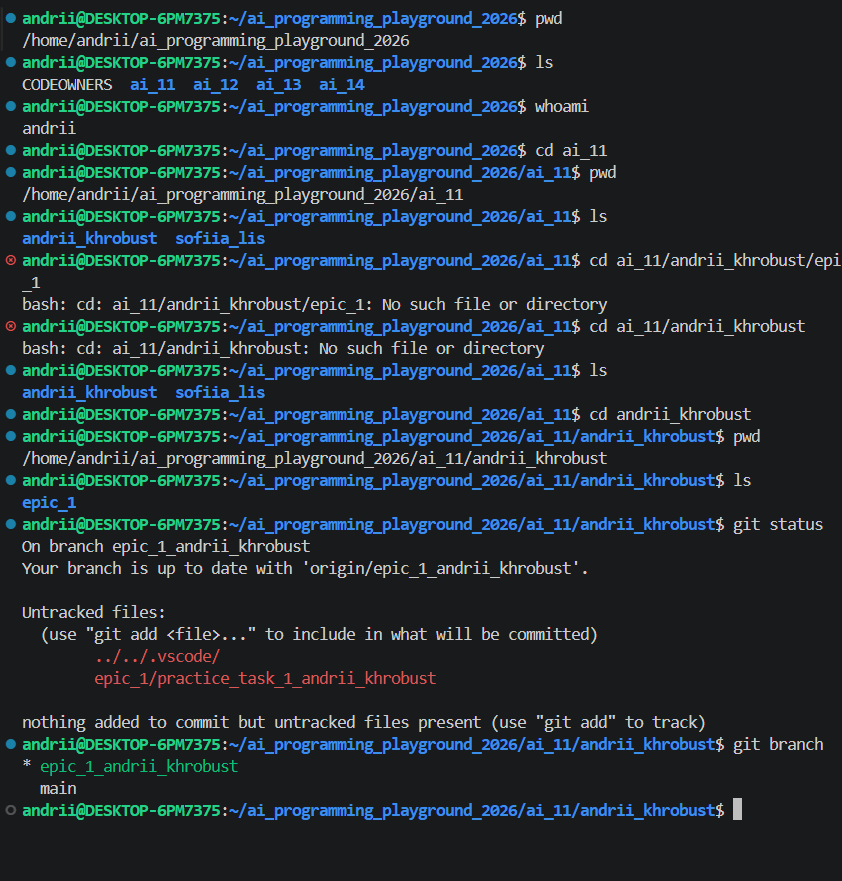 andrii@DESKTOP-6PM7375:~/ai_programming_playground_2026$ pwd
/home/andrii/ai_programming_playground_2026
andrii@DESKTOP-6PM7375:~/ai_programming_playground_2026$ ls
CODEOWNERS  ai_11  ai_12  ai_13  ai_14
andrii@DESKTOP-6PM7375:~/ai_programming_playground_2026$ whoami
andrii
andrii@DESKTOP-6PM7375:~/ai_programming_playground_2026$ cd ai_11
andrii@DESKTOP-6PM7375:~/ai_programming_playground_2026/ai_11$ pwd
/home/andrii/ai_programming_playground_2026/ai_11
andrii@DESKTOP-6PM7375:~/ai_programming_playground_2026/ai_11$ ls
andrii_khrobust  sofiia_lis
andrii@DESKTOP-6PM7375:~/ai_programming_playground_2026/ai_11$ cd ai_11/andrii_khrobust/epi
_1
bash: cd: ai_11/andrii_khrobust/epic_1: No such file or directory
andrii@DESKTOP-6PM7375:~/ai_programming_playground_2026/ai_11$ cd ai_11/andrii_khrobust
bash: cd: ai_11/andrii_khrobust: No such file or directory
andrii@DESKTOP-6PM7375:~/ai_programming_playground_2026/ai_11$ ls
andrii_khrobust  sofiia_lis
andrii@DESKTOP-6PM7375:~/ai_programming_playground_2026/ai_11$ cd andrii_khrobust
andrii@DESKTOP-6PM7375:~/ai_programming_playground_2026/ai_11/andrii_khrobust$ pwd
/home/andrii/ai_programming_playground_2026/ai_11/andrii_khrobust
andrii@DESKTOP-6PM7375:~/ai_programming_playground_2026/ai_11/andrii_khrobust$ ls
epic_1
andrii@DESKTOP-6PM7375:~/ai_programming_playground_2026/ai_11/andrii_khrobust$ git status
On branch epic_1_andrii_khrobust
Your branch is up to date with 'origin/epic_1_andrii_khrobust'.
Untracked files:
  (use "git add <file>..." to include in what will be committed)
        ../../.vscode/
        epic_1/practice_task_1_andrii_khrobust
nothing added to commit but untracked files present (use "git add" to track)
andrii@DESKTOP-6PM7375:~/ai_programming_playground_2026/ai_11/andrii_khrobust$ git branch
* epic_1_andrii_khrobust
  main
andrii@DESKTOP-6PM7375:~/ai_programming_playground_2026/ai_11/andrii_khrobust$